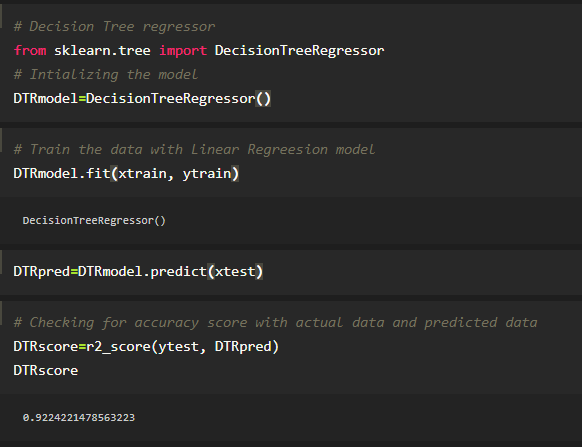 # Decision Tree regressor
from sklearn.tree import DecisionTreeRegressor
# Intializing the model
DTRmodel=DecisionTreeRegressor()
# Train the data with Linear Regreesion model
DTRmodel.fit(xtrain, ytrain)
DecisionTreeRegressor()
DTRpred=DTRmodel.predict(xtest)
# Checking for accuracy score with actual data and predicted data
DTRscore=r2_score(ytest, DTRpred)
DTRscore
0.9224221478563223